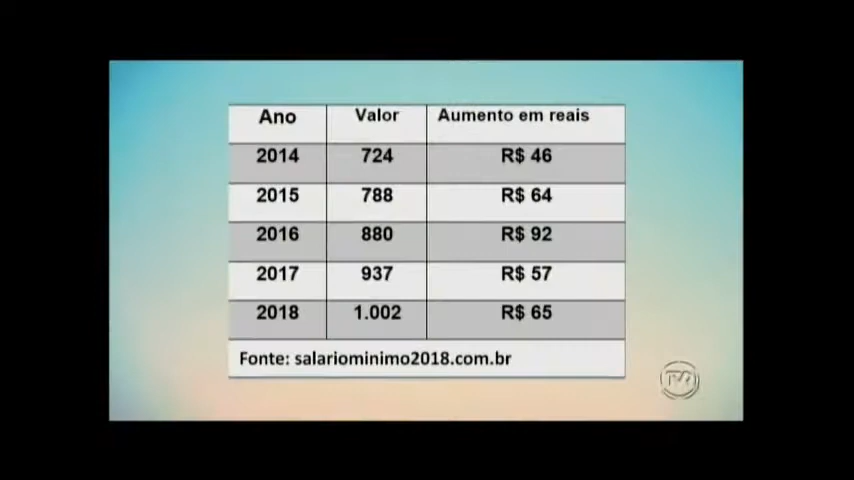 Ano Valor Aumento em reais
2014 724 R$ 46
2015 788 R$ 64
2016 880 R$ 92
2017 937 R$ 57
2018 1.002 R$ 65
Fonte: salariominimo2018.com.br